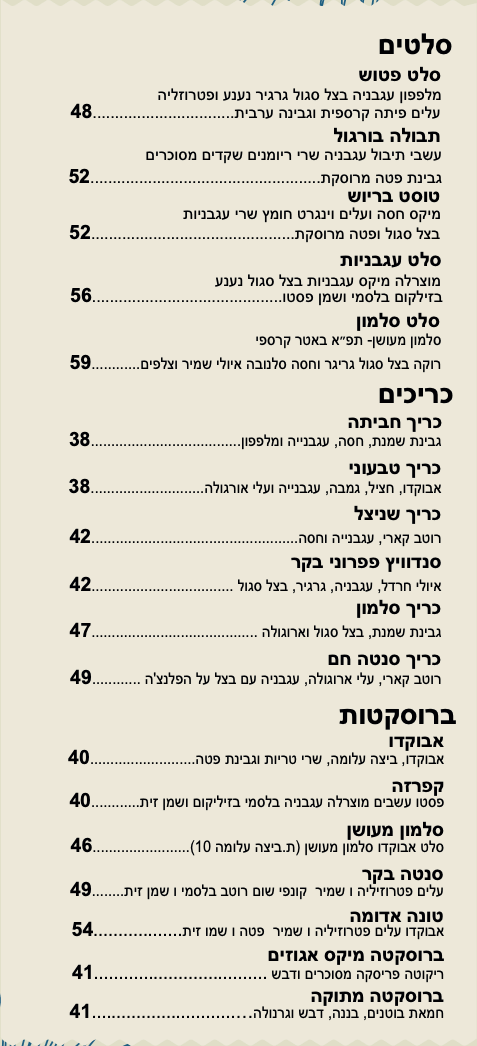 סלטים
סלט פטוש
מלפפון עגבניה בצל סגול גרגיר נענע ופטרוזליה
עלים פיתה קרספית וגבינה ערבית..................................48
תבולה בורגול
עשבי תיבול עגבניה שרי ריומנים שקדים מסוכרים
גבינת פטה מרוסקת..................................................52
טוסט בריוש
מיקס חסה ועלים וינגרט חומץ שרי עגבניות
בצל סגול ופטה מרוסקת............................................52
סלט עגבניות
מוצרלה מיקס עגבניות בצל סגול נענע
בזילקום בלסמי ושמן פסטו.........................................56
סלט סלמון
סלמון מעושן- תפ״א באטר קרספי
רוקה בצל סגול גריגר וחסה סלנובה איולי שמיר וצלפים............59
כריכים
כריך חביתה
גבינת שמנת, חסה, עגבנייה ומלפפון.................................38
כריך טבעוני
אבוקדו, חציל, גמבה, עגבנייה ועלי אורגולה.........................38
כריך שניצל
רוטב קארי, עגבנייה וחסה.............................................42
סנדוויץ פפרוני בקר
איולי חרדל, עגבניה, גרגיר, בצל סגול ...............................42
כריך סלמון
גבינת שמנת, בצל סגול וארוגולה ....................................47
כריך סנטה חם
רוטב קארי, עלי ארוגולה, עגבניה עם בצל על הפלנצ'ה ............49
ברוסקטות
אבוקדו
אבוקדו, ביצה עלומה, שרי טריות וגבינת פטה.......................40
קפרזה
פסטו עשבים מוצרלה עגבניה בלסמי בזיליקום ושמן זית............40
סלמון מעושן
סלט אבוקדו סלמון מעושן (ת.ביצה עלומה 10).....................46
סנטה בקר
עלים פטרוזיליה ו שמיר קונפי שום רוטב בלסמי ו שמן זית........49
טונה אדומה
אבוקדו עלים פטרוזיליה ו שמיר פטה ו שמו זית..................54
ברוסקטה מיקס אגוזים
ריקוטה פריסקה מסוכרים ודבש ...................................41
ברוסקטה מתוקה
חמאת בוטנים, בננה, דבש וגרנולה................................41